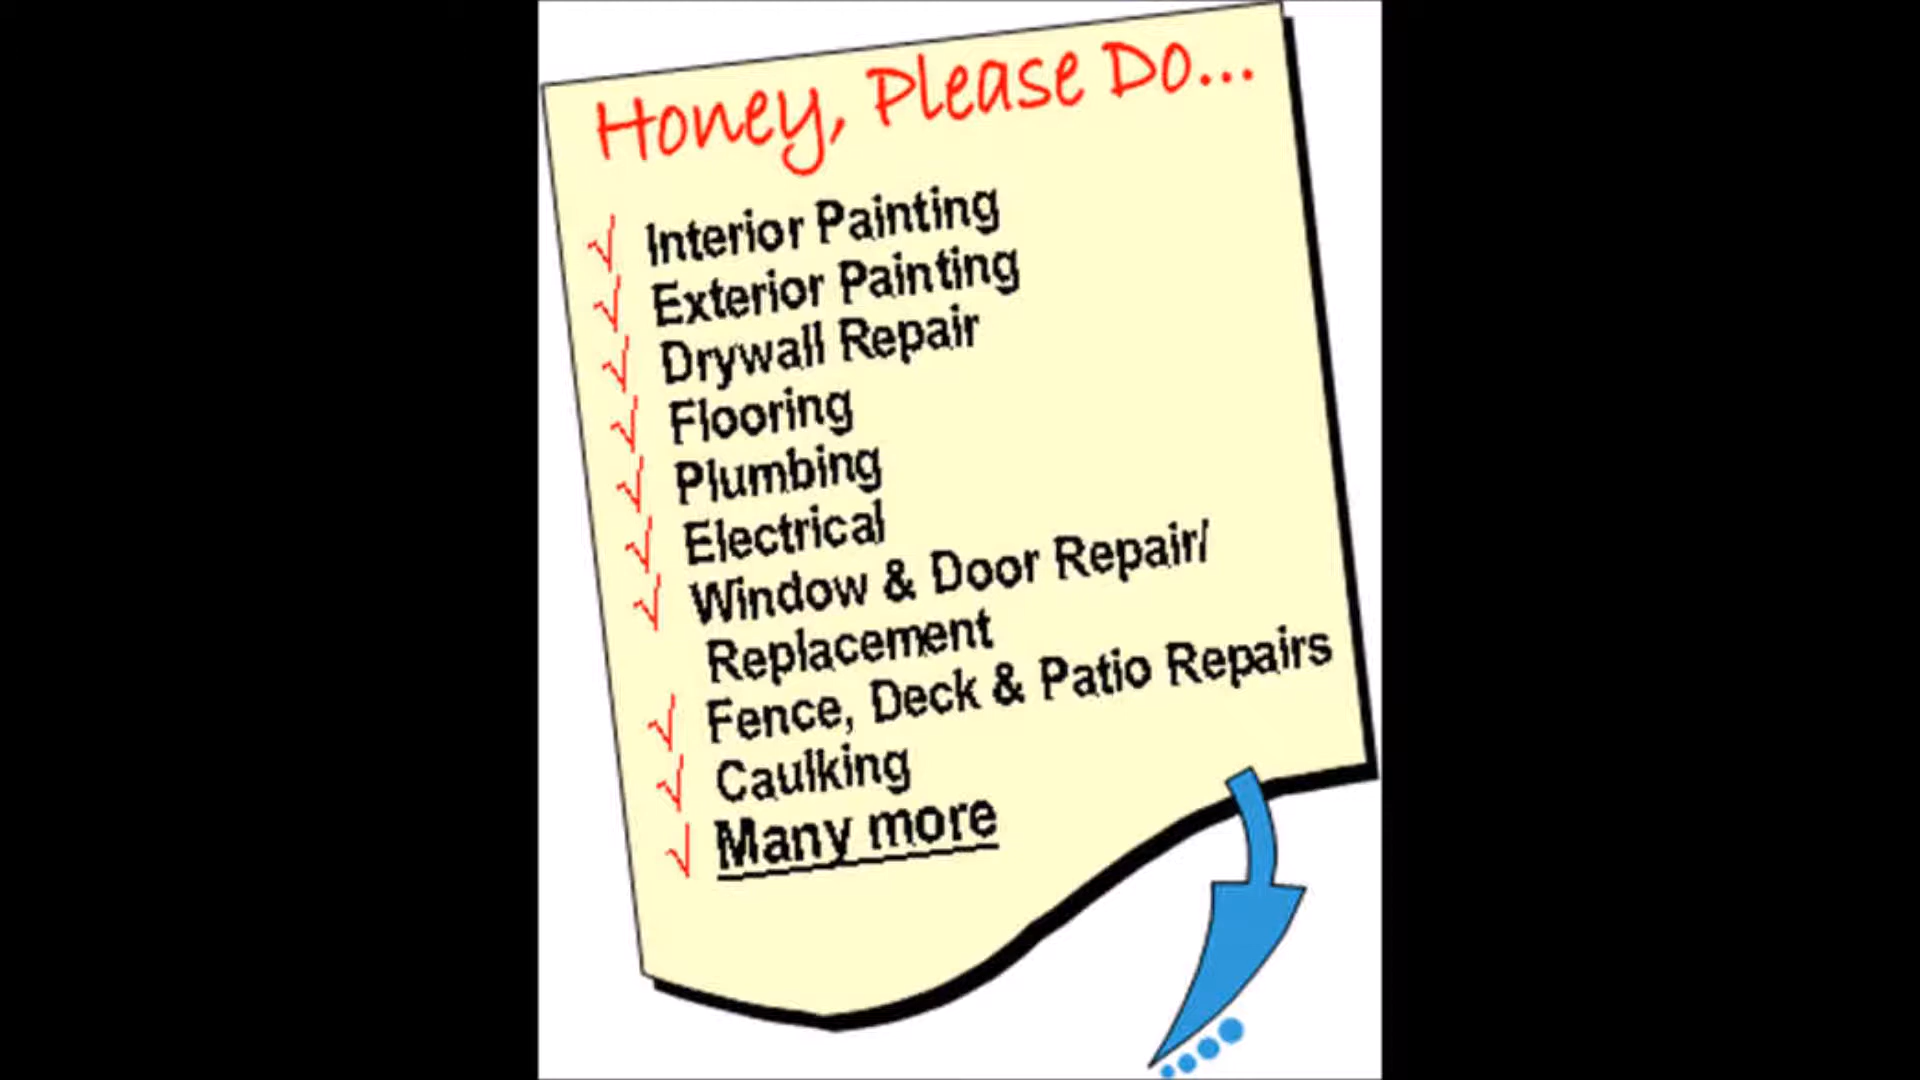 Honey, Please Do...
Interior Painting
Exterior Painting
Drywall Repair
Flooring
Plumbing
Electrical
Window & Door Repair/
Replacement
Fence, Deck & Patio Repairs
Caulking
Many more